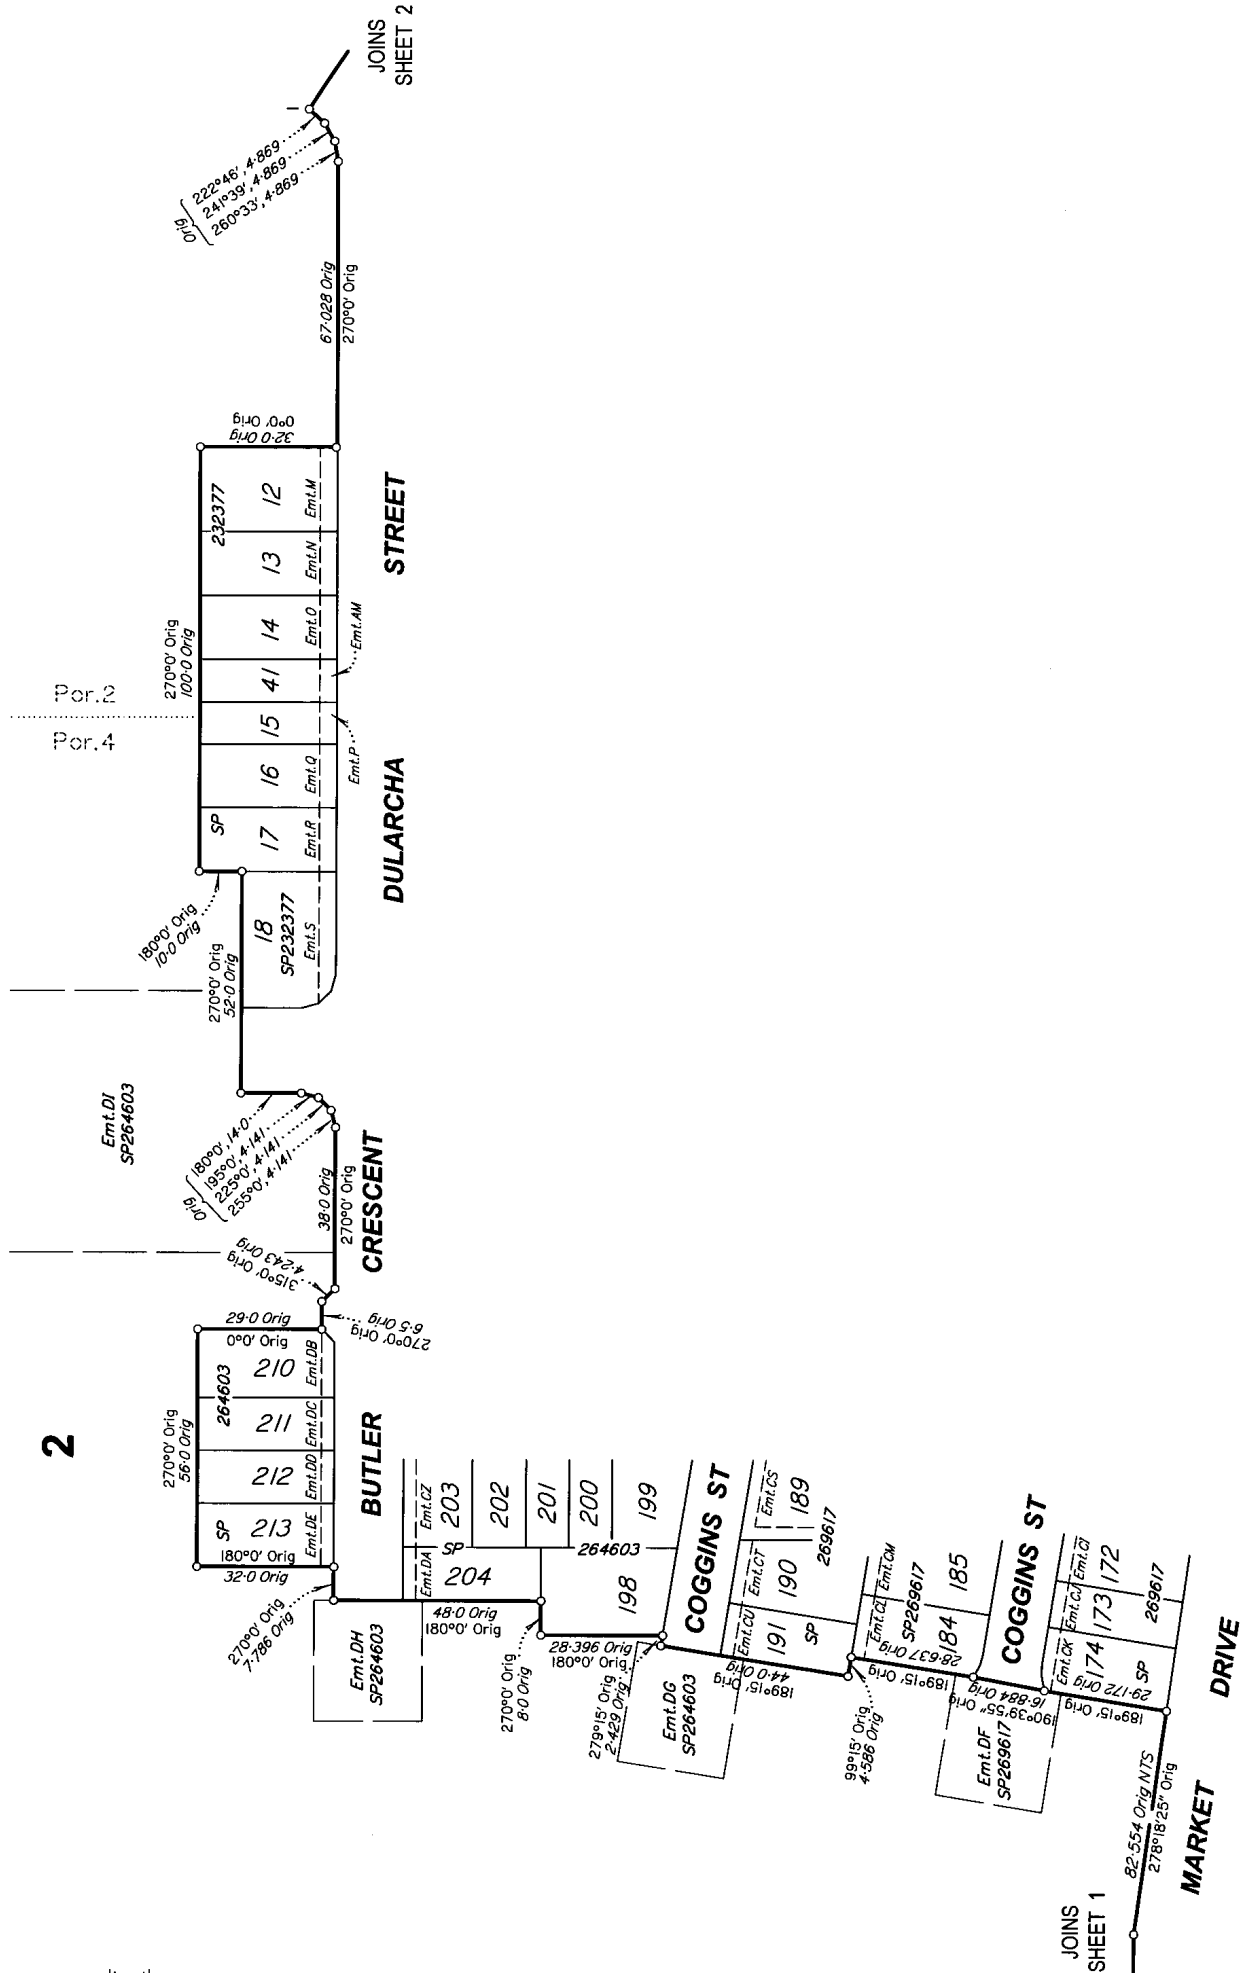 JOINS
SHEET 2
I
222°46', 4·869
241°39', 4·869
260°33', 4·869
Orig
67·028 Orig
270°0' Orig
32·0 Orig
0°0' Orig
232377
12
Emt.M
13
Emt.N
14
Emt.O
41
Emt.AM
15
Emt.P
16
Emt.Q
SP
17
Emt.R
270°0' Orig
100·0 Orig
Por.2
Por.4
STREET
DULARCHA
180°0' Orig
10·0 Orig
18
SP232377
Emt.S
270°0' Orig
52·0 Orig
Emt.DI
SP264603
180°0', 14·0
195°0', 4·141
225°0', 4·141
255°0', 4·141
Orig
38·0 Orig
270°0' Orig
CRESCENT
315°0' Orig
4·243 Orig
270°0' Orig
6·5 Orig
29·0 Orig
0°0' Orig
264603
210
Emt.DB
211
Emt.DC
212
Emt.DD
SP
213
Emt.DE
270°0' Orig
56·0 Orig
2
180°0' Orig
32·0 Orig
BUTLER
270°0' Orig
7·786 Orig
Emt.DH
SP264603
Emt.CZ
203
202
201
200
199
SP
264603
Emt.DA
204
198
48·0 Orig
180°0' Orig
270°0' Orig
8·0 Orig
28·396 Orig
180°0' Orig
279°15' Orig
2·429 Orig
COGGINS ST
Emt.DG
SP264603
Emt.CS
189
269617
Emt.CT
190
Emt.CU
191
SP
189°15' Orig
44·0 Orig
99°15' Orig
4·586 Orig
Emt.CM
185
SP269617
Emt.CL
184
28·637 Orig
189°15' Orig
COGGINS ST
16·884 Orig
190°39'55" Orig
Emt.DF
SP269617
Emt.CI
172
269617
Emt.CJ
173
Emt.CK
174
SP
29·172 Orig
189°15' Orig
DRIVE
MARKET
82·554 Orig NTS
278°18'25" Orig
JOINS
SHEET 1